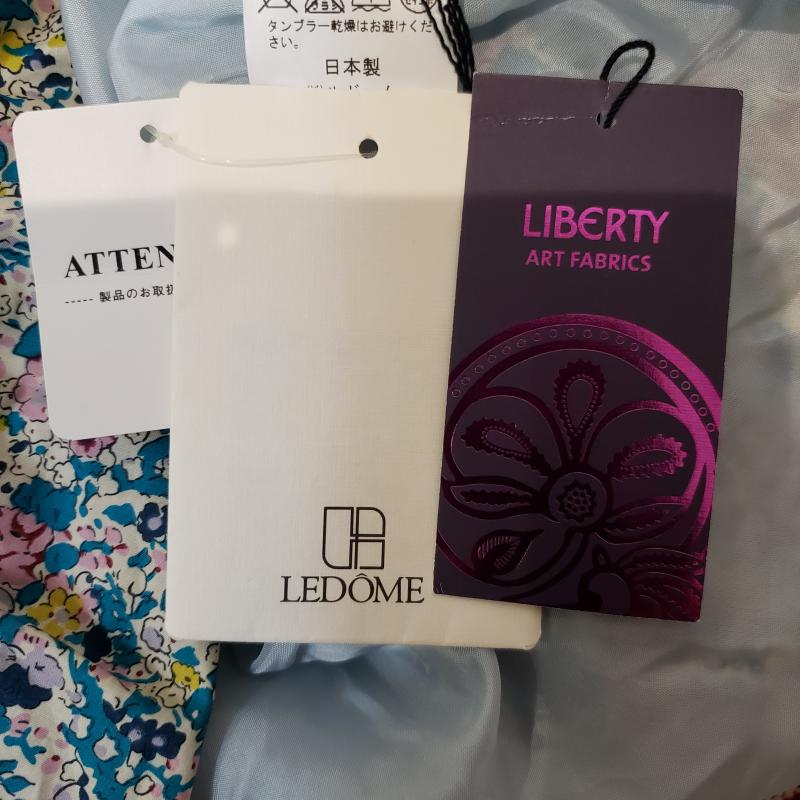 タンブラー乾燥はお避けくだ
さい。
日本製
ATTEN
----- 製品のお取扱
LEDÔME
LIBERTY
ART FABRICS